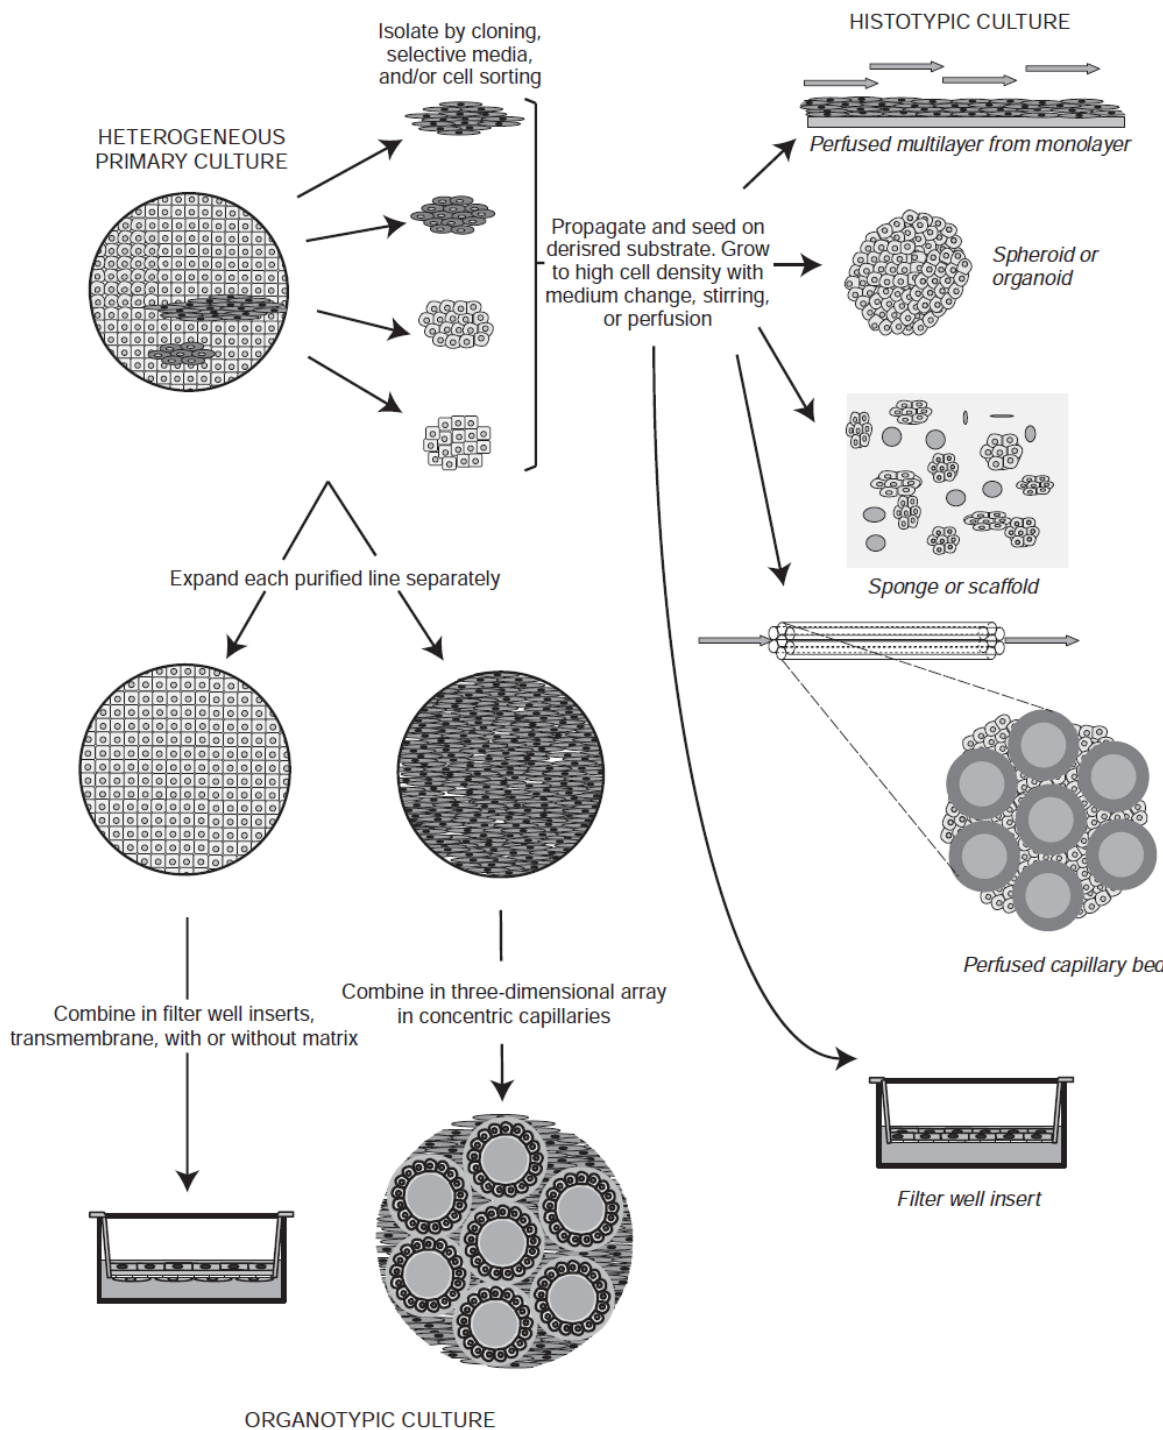 HISTOTYPIC CULTURE
Isolate by cloning,
selective media,
and/or cell sorting
HETEROGENEOUS
PRIMARY CULTURE
Perfused multilayer from monolayer
Propagate and seed on
derisred substrate. Grow
to high cell density with
medium change, stirring,
or perfusion
Spheroid or
organoid
Sponge or scaffold
Expand each purified line separately
Perfused capillary bed
Combine in filter well inserts,
transmembrane, with or without matrix
Combine in three-dimensional array
in concentric capillaries
Filter well insert
ORGANOTYPIC CULTURE